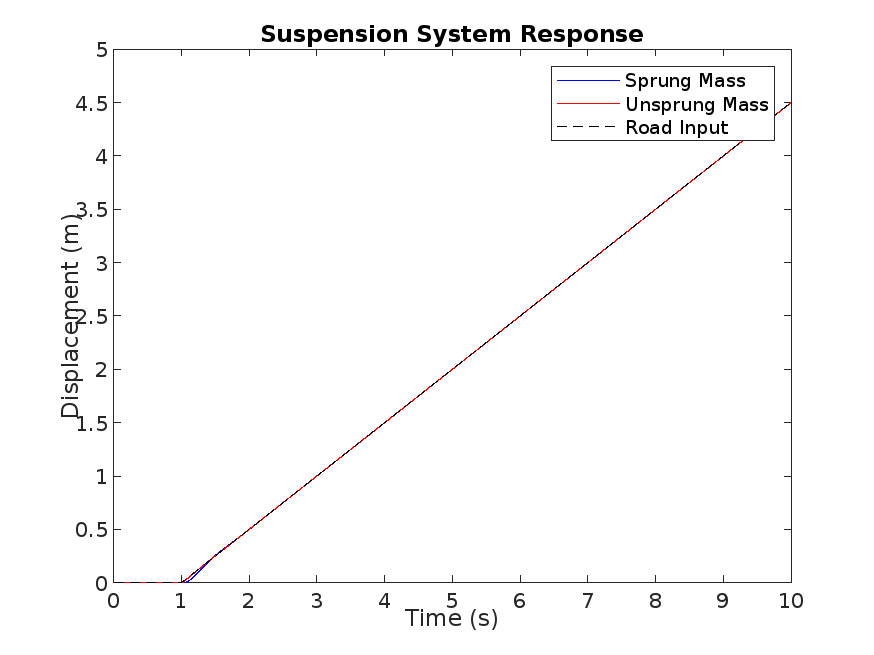 Suspension System Response
Sprung Mass
Unsprung Mass
Road Input
5
4.5
4
3.5
3
2.5
2
1.5
1
0.5
0
Displacement (m)
0 1 2 3 4 5 6 7 8 9 10
Time (s)